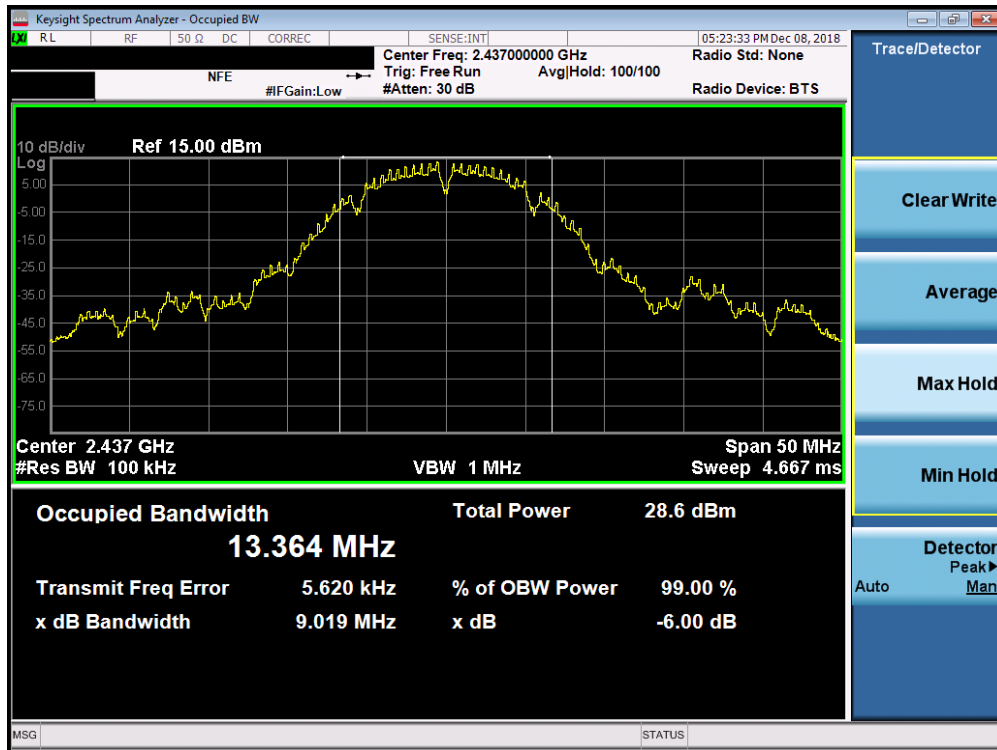 Keysight Spectrum Analyzer - Occupied BW
LXI RL RF 50 Ω DC CORREC SENSE:INT 05:23:33 PM Dec 08, 2018
Center Freq: 2.437000000 GHz Radio Std: None
NFE Trig: Free Run Avg|Hold: 100/100
#IFGain:Low #Atten: 30 dB Radio Device: BTS
10 dB/div Ref 15.00 dBm
Log
5.00
-5.00
-15.0
-25.0
-35.0
-45.0
-55.0
-65.0
-75.0
Center 2.437 GHz Span 50 MHz
#Res BW 100 kHz VBW 1 MHz Sweep 4.667 ms
Occupied Bandwidth Total Power 28.6 dBm
13.364 MHz
Transmit Freq Error 5.620 kHz % of OBW Power 99.00 %
x dB Bandwidth 9.019 MHz x dB -6.00 dB
MSG STATUS
Trace/Detector
Clear Write
Average
Max Hold
Min Hold
Detector
Peak▶
Auto Man